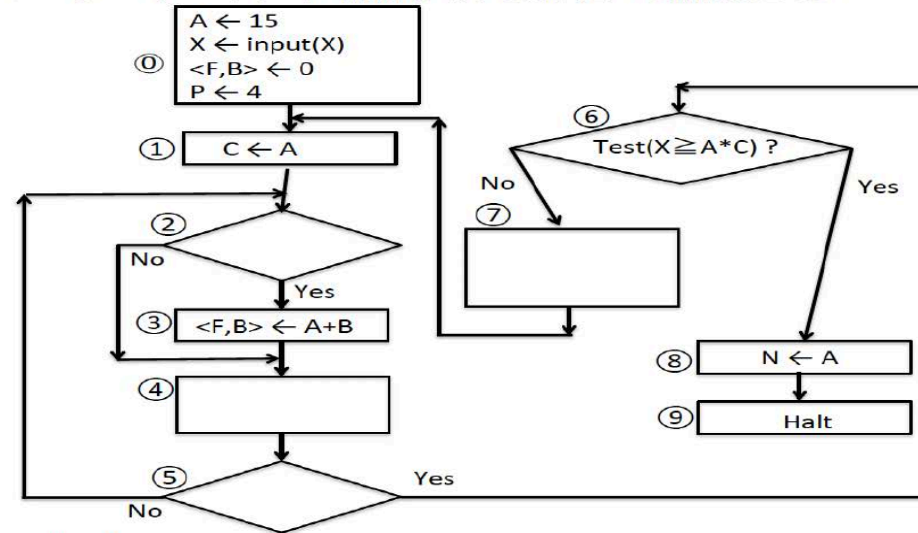 A ← 15
X ← input(X)
⓪
<F,B> ← 0
P ← 4
① C ← A
②
No
Yes
③ <F,B> ← A+B
④
⑤
Yes
No
⑥
Test(X≧A*C) ?
No
Yes
⑦
⑧ N ← A
⑨ Halt